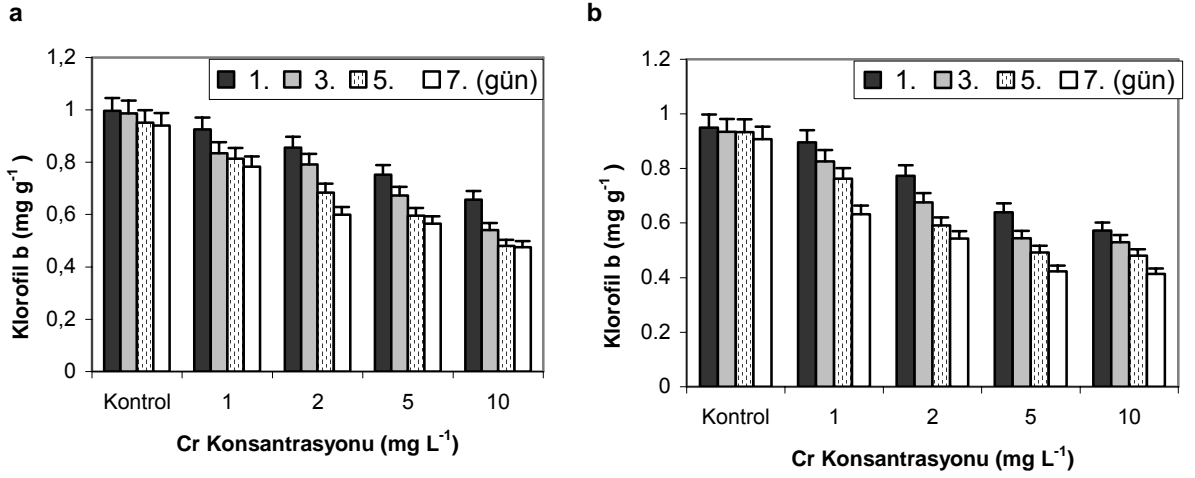 a
1,2
1
0,8
0,6
0,4
0,2
0
Klorofil b (mg g-1 )
1. 3. 5. 7. (gün)
Kontrol 1 2 5 10
Cr Konsantrasyonu (mg L-1)
b
1.2
1
0.8
0.6
0.4
0.2
0
Klorofil b (mg g-1 )
1. 3. 5. 7. (gün)
Kontrol 1 2 5 10
Cr Konsantrasyonu (mg L-1)